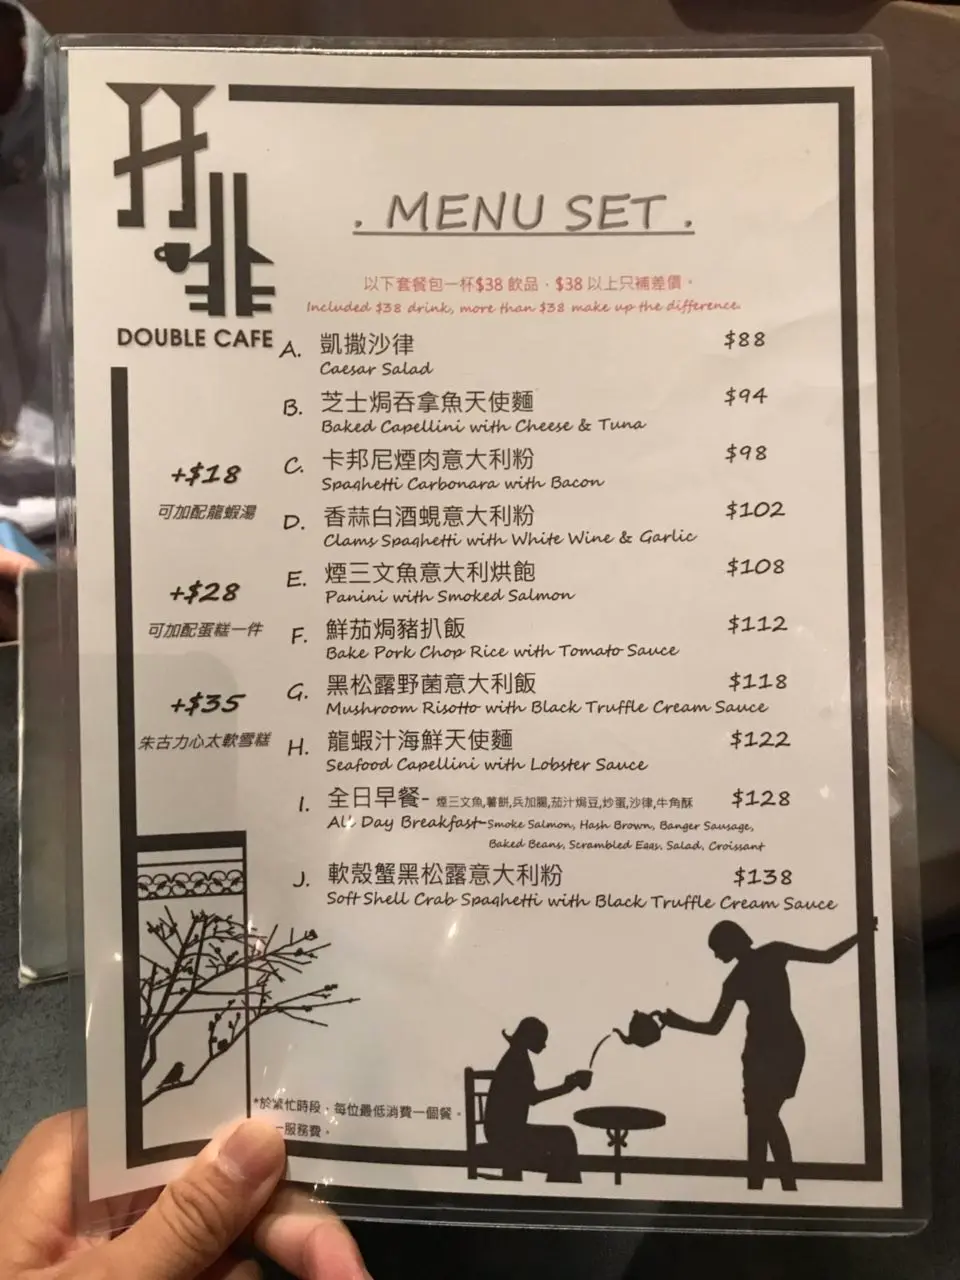 DOUBLE CAFE
. MENU SET .
以下套餐包一杯$38 飲品，$38 以上只補差價。
Included $38 drink, more than $38 make up the difference.
A. 凱撒沙律 $88
Caesar Salad
B. 芝士焗吞拿魚天使麵 $94
Baked Capellini with Cheese & Tuna
C. 卡邦尼煙肉意大利粉 $98
Spaghetti Carbonara with Bacon
D. 香蒜白酒蜆意大利粉 $102
Clams Spaghetti with White Wine & Garlic
E. 煙三文魚意大利烘飽 $108
Panini with Smoked Salmon
F. 鮮茄焗豬扒飯 $112
Bake Pork Chop Rice with Tomato Sauce
G. 黑松露野菌意大利飯 $118
Mushroom Risotto with Black Truffle Cream Sauce
H. 龍蝦汁海鮮天使麵 $122
Seafood Capellini with Lobster Sauce
I. 全日早餐- 煙三文魚,薯餅,兵加腸,茄汁焗豆,炒蛋,沙律,牛角酥 $128
All Day Breakfast-Smoke Salmon, Hash Brown, Banger Sausage,
Baked Beans, Scrambled Eggs, Salad, Croissant
J. 軟殼蟹黑松露意大利粉 $138
Soft Shell Crab Spaghetti with Black Truffle Cream Sauce
+$18
可加配龍蝦湯
+$28
可加配蛋糕一件
+$35
朱古力心太軟雪糕
*於繁忙時段，每位最低消費一個餐。
一服務費。